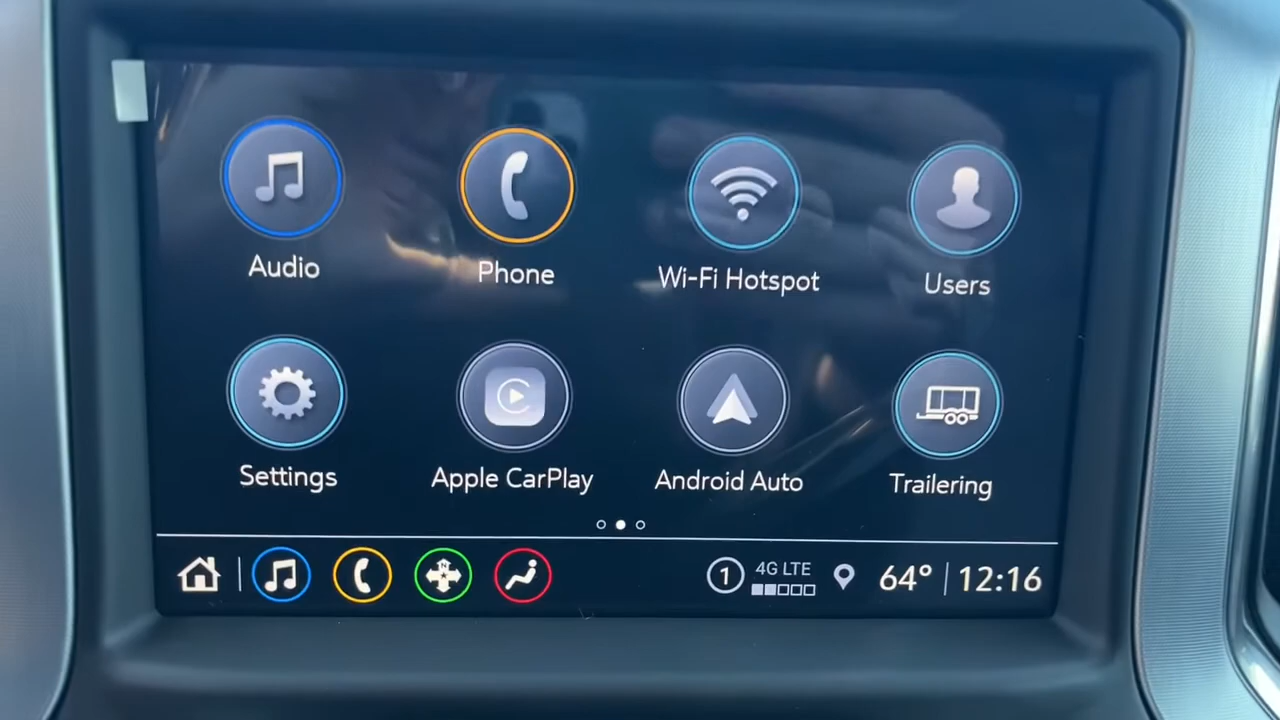 Audio
Phone
Wi-Fi Hotspot
Users
Settings
Apple CarPlay
Android Auto
Trailering
N
1
4G LTE
64°
12:16